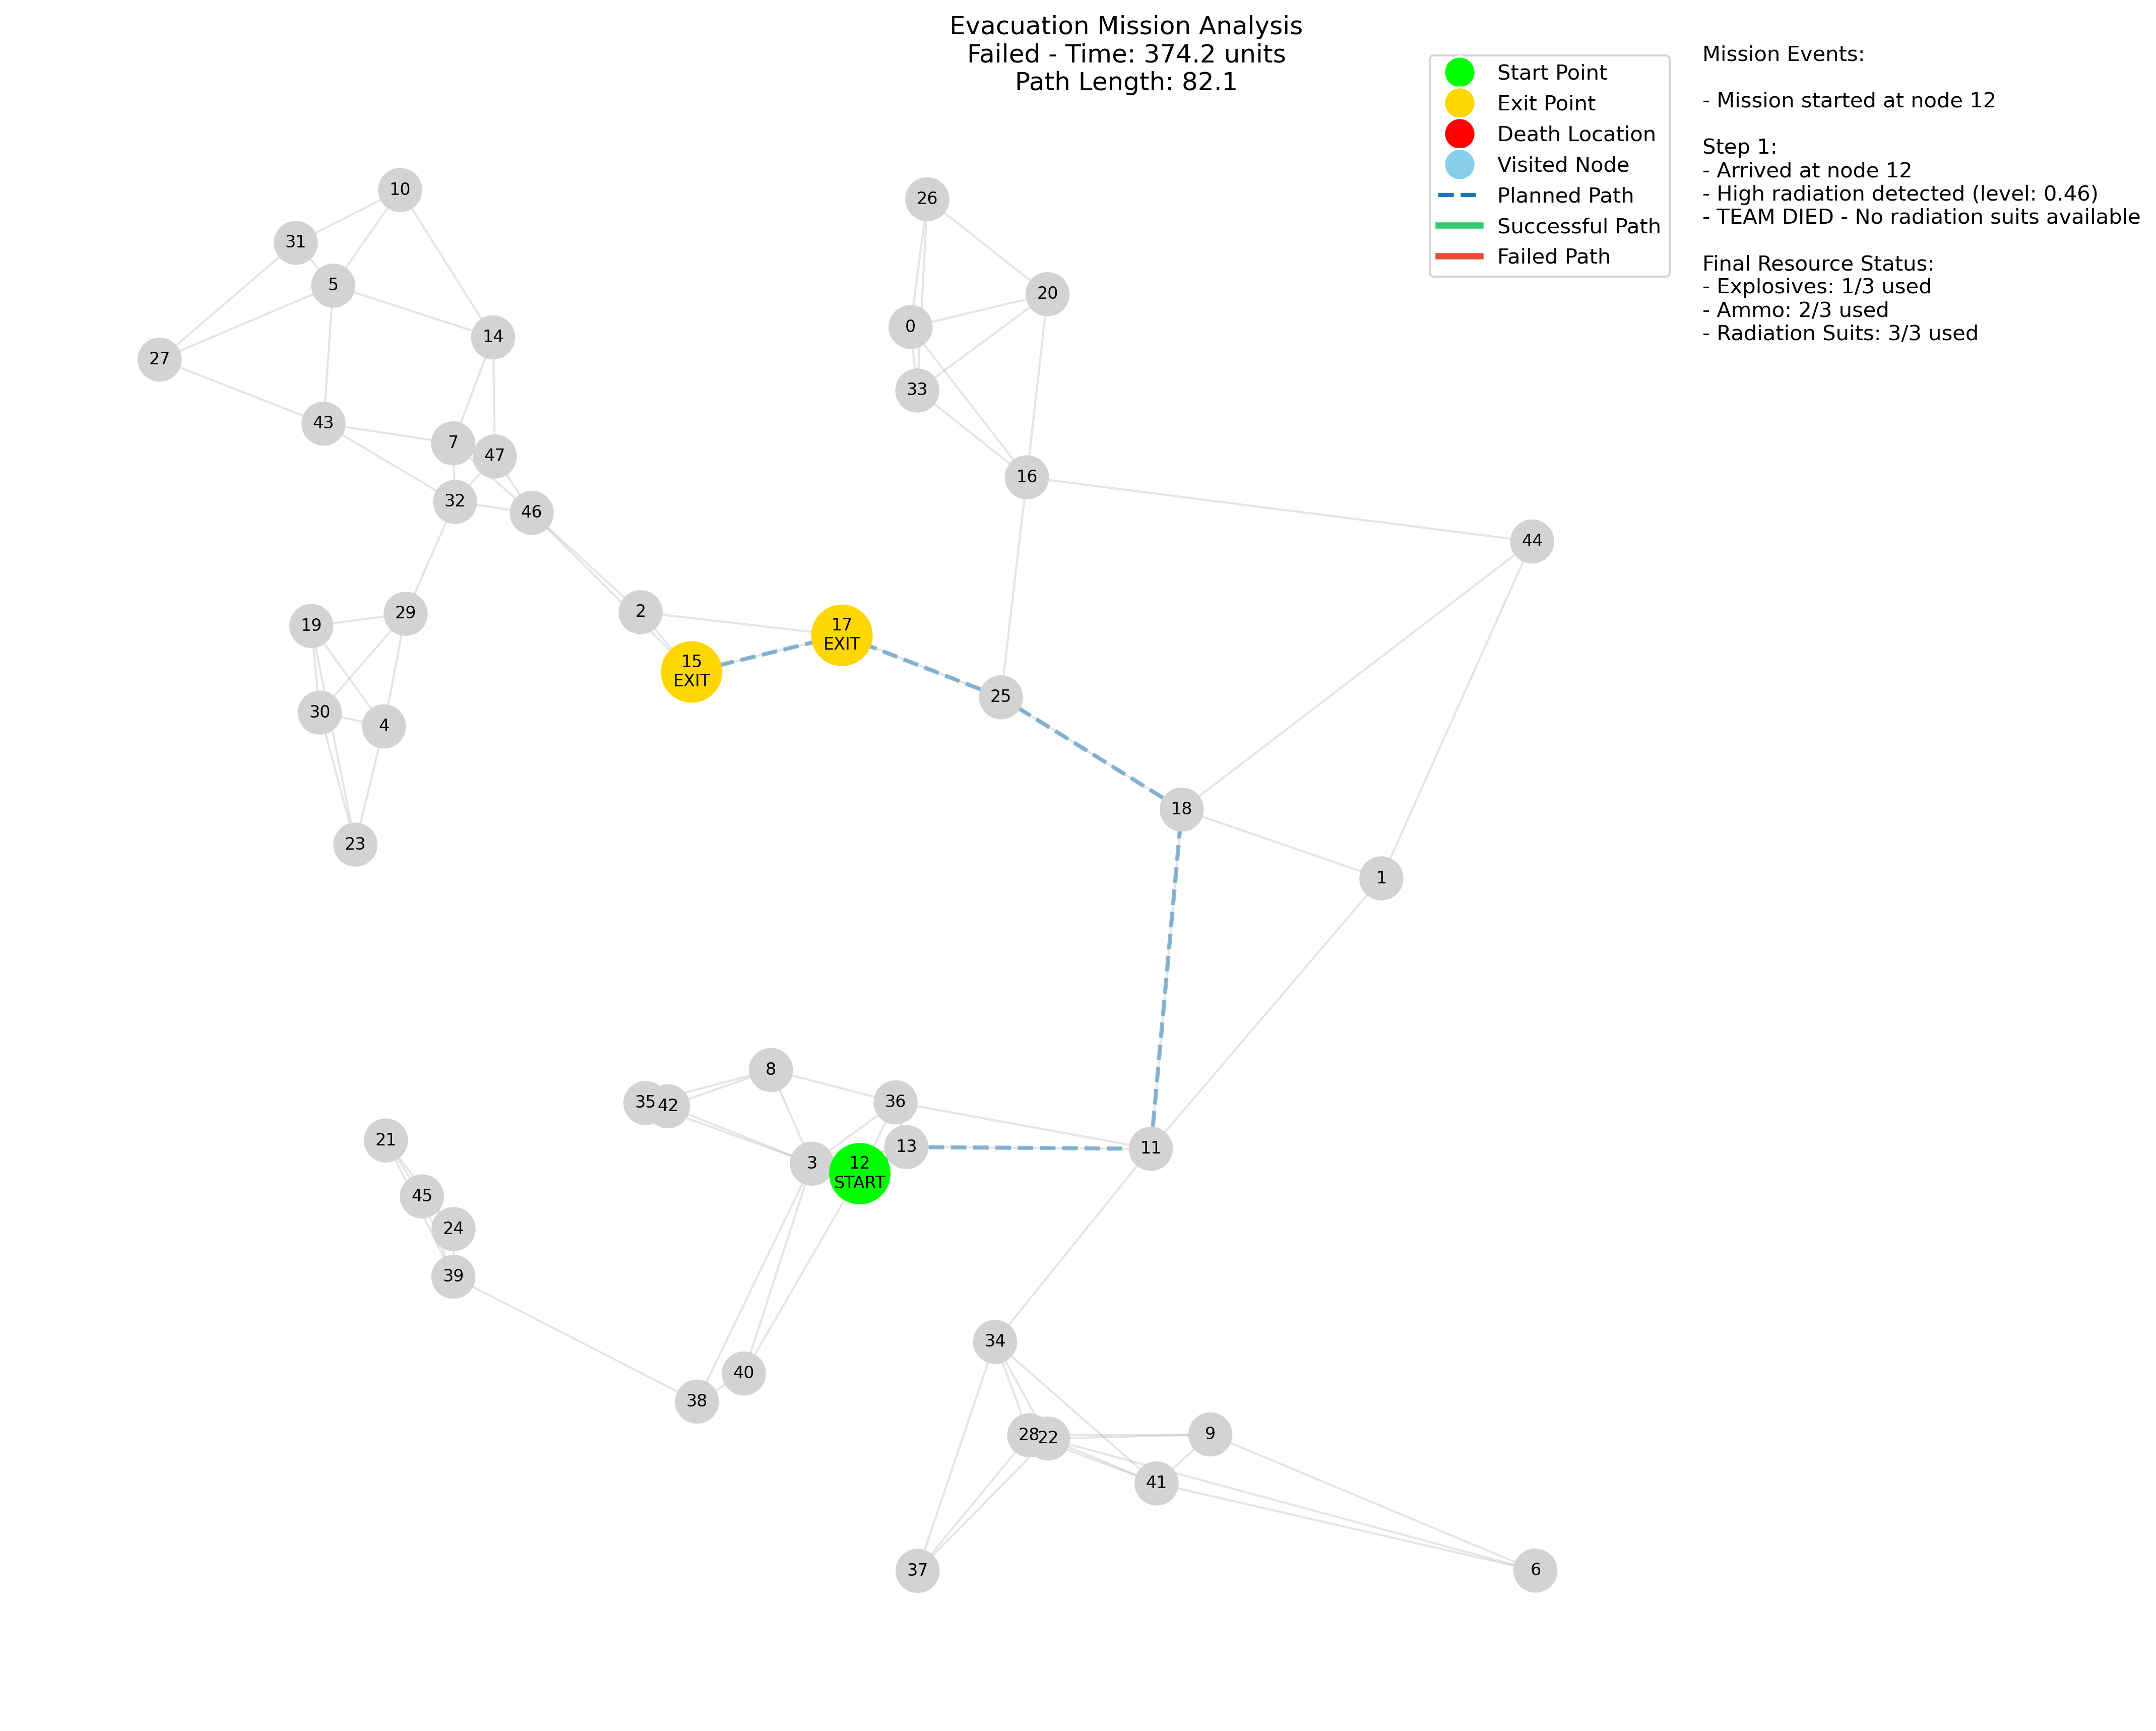 Evacuation Mission Analysis
Failed - Time: 374.2 units
Path Length: 82.1
Start Point
Exit Point
Death Location
Visited Node
Planned Path
Successful Path
Failed Path
Mission Events:
- Mission started at node 12
Step 1:
- Arrived at node 12
- High radiation detected (level: 0.46)
- TEAM DIED - No radiation suits available
Final Resource Status:
- Explosives: 1/3 used
- Ammo: 2/3 used
- Radiation Suits: 3/3 used
10
26
31
5
20
0
14
27
33
43
7
47
16
32
46
44
2
29
19
17
EXIT
15
EXIT
25
30
4
18
23
1
8
35
42
36
21
13
11
3
12
START
45
24
39
34
40
38
28
22
9
41
37
6